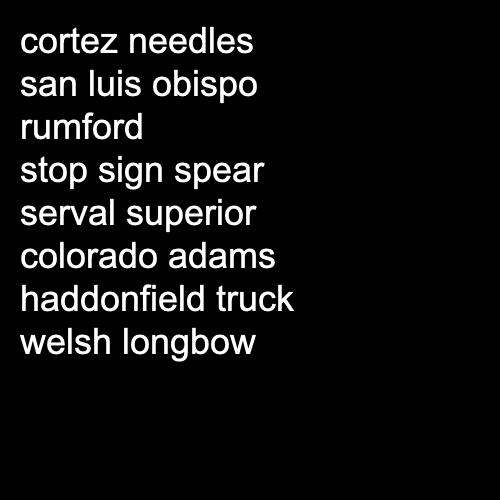 cortez needles
san luis obispo
rumford
stop sign spear
serval superior
colorado adams
haddonfield truck
welsh longbow